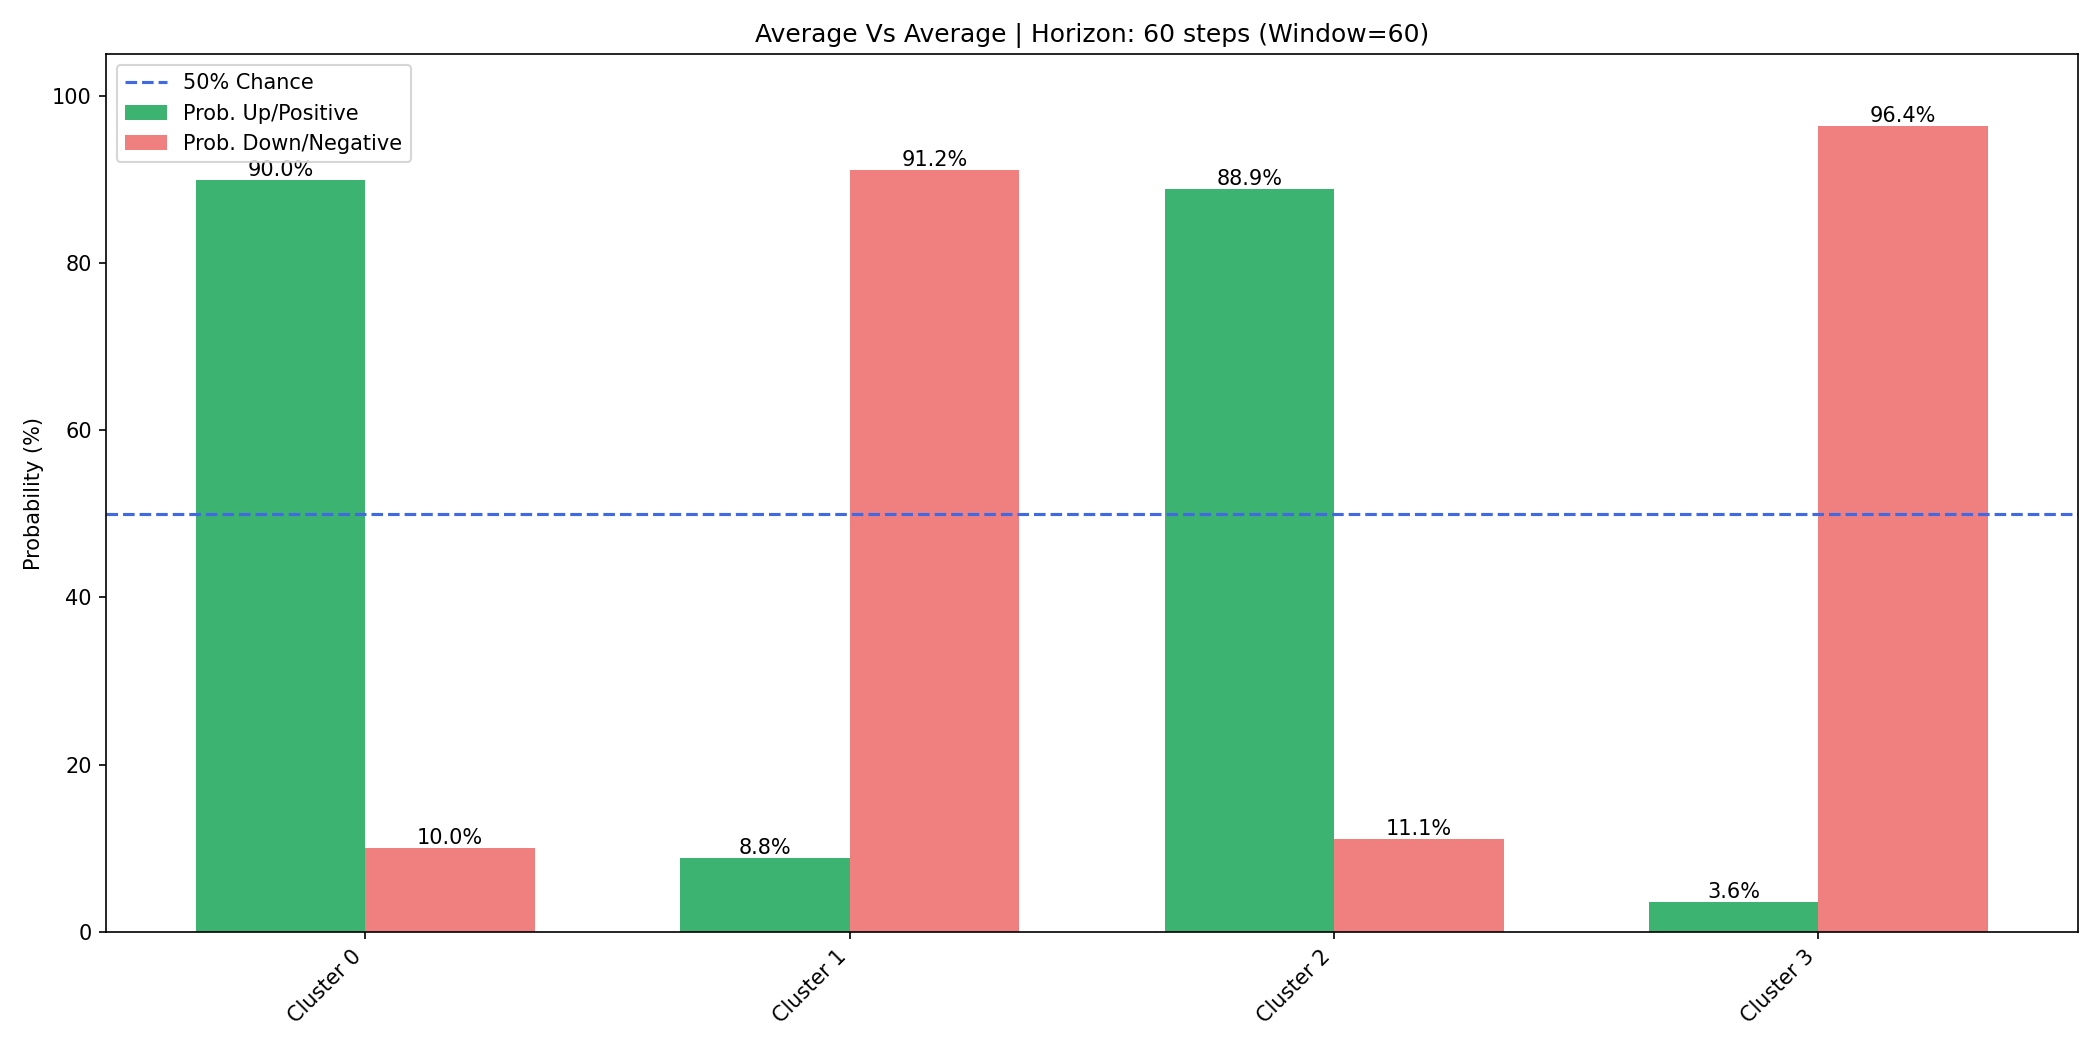 Average Vs Average | Horizon: 60 steps (Window=60)
50% Chance
Prob. Up/Positive
Prob. Down/Negative
Probability (%)
100
80
60
40
20
0
90.0%
10.0%
8.8%
91.2%
88.9%
11.1%
3.6%
96.4%
Cluster 0
Cluster 1
Cluster 2
Cluster 3